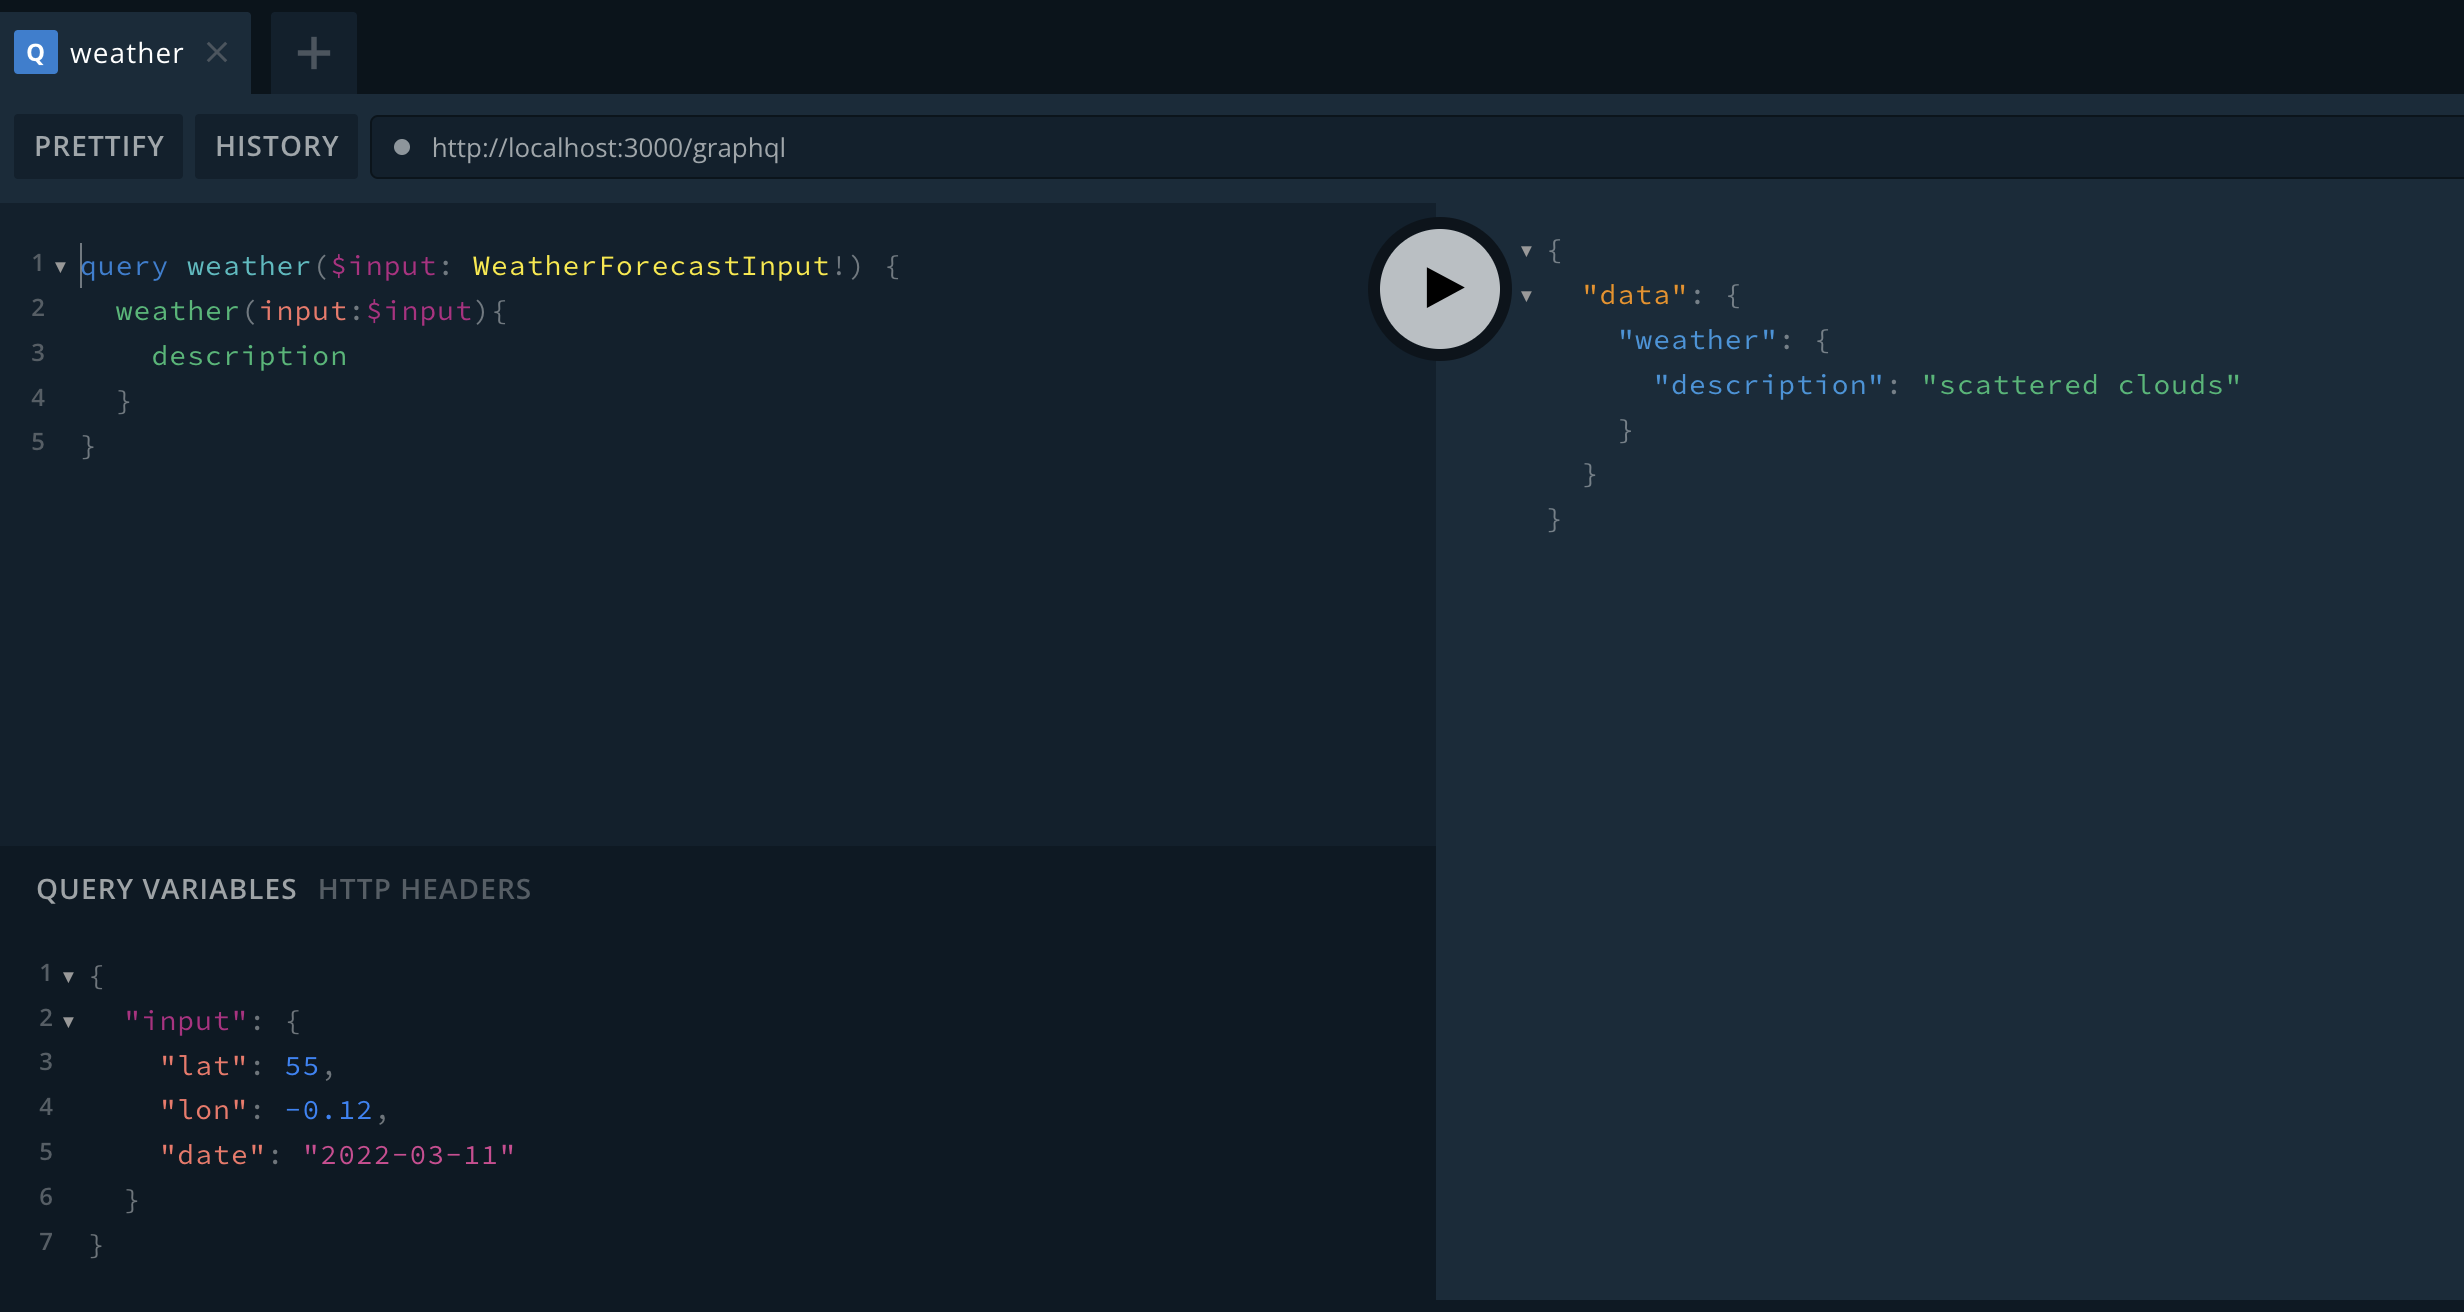 Q weather
PRETTIFY HISTORY http://localhost:3000/graphql
1 query weather($input: WeatherForecastInput!) {
2 weather(input:$input){
3 description
4 }
5 }
{
"data": {
"weather": {
"description": "scattered clouds"
}
}
}
QUERY VARIABLES HTTP HEADERS
1 {
2 "input": {
3 "lat": 55,
4 "lon": -0.12,
5 "date": "2022-03-11"
6 }
7 }